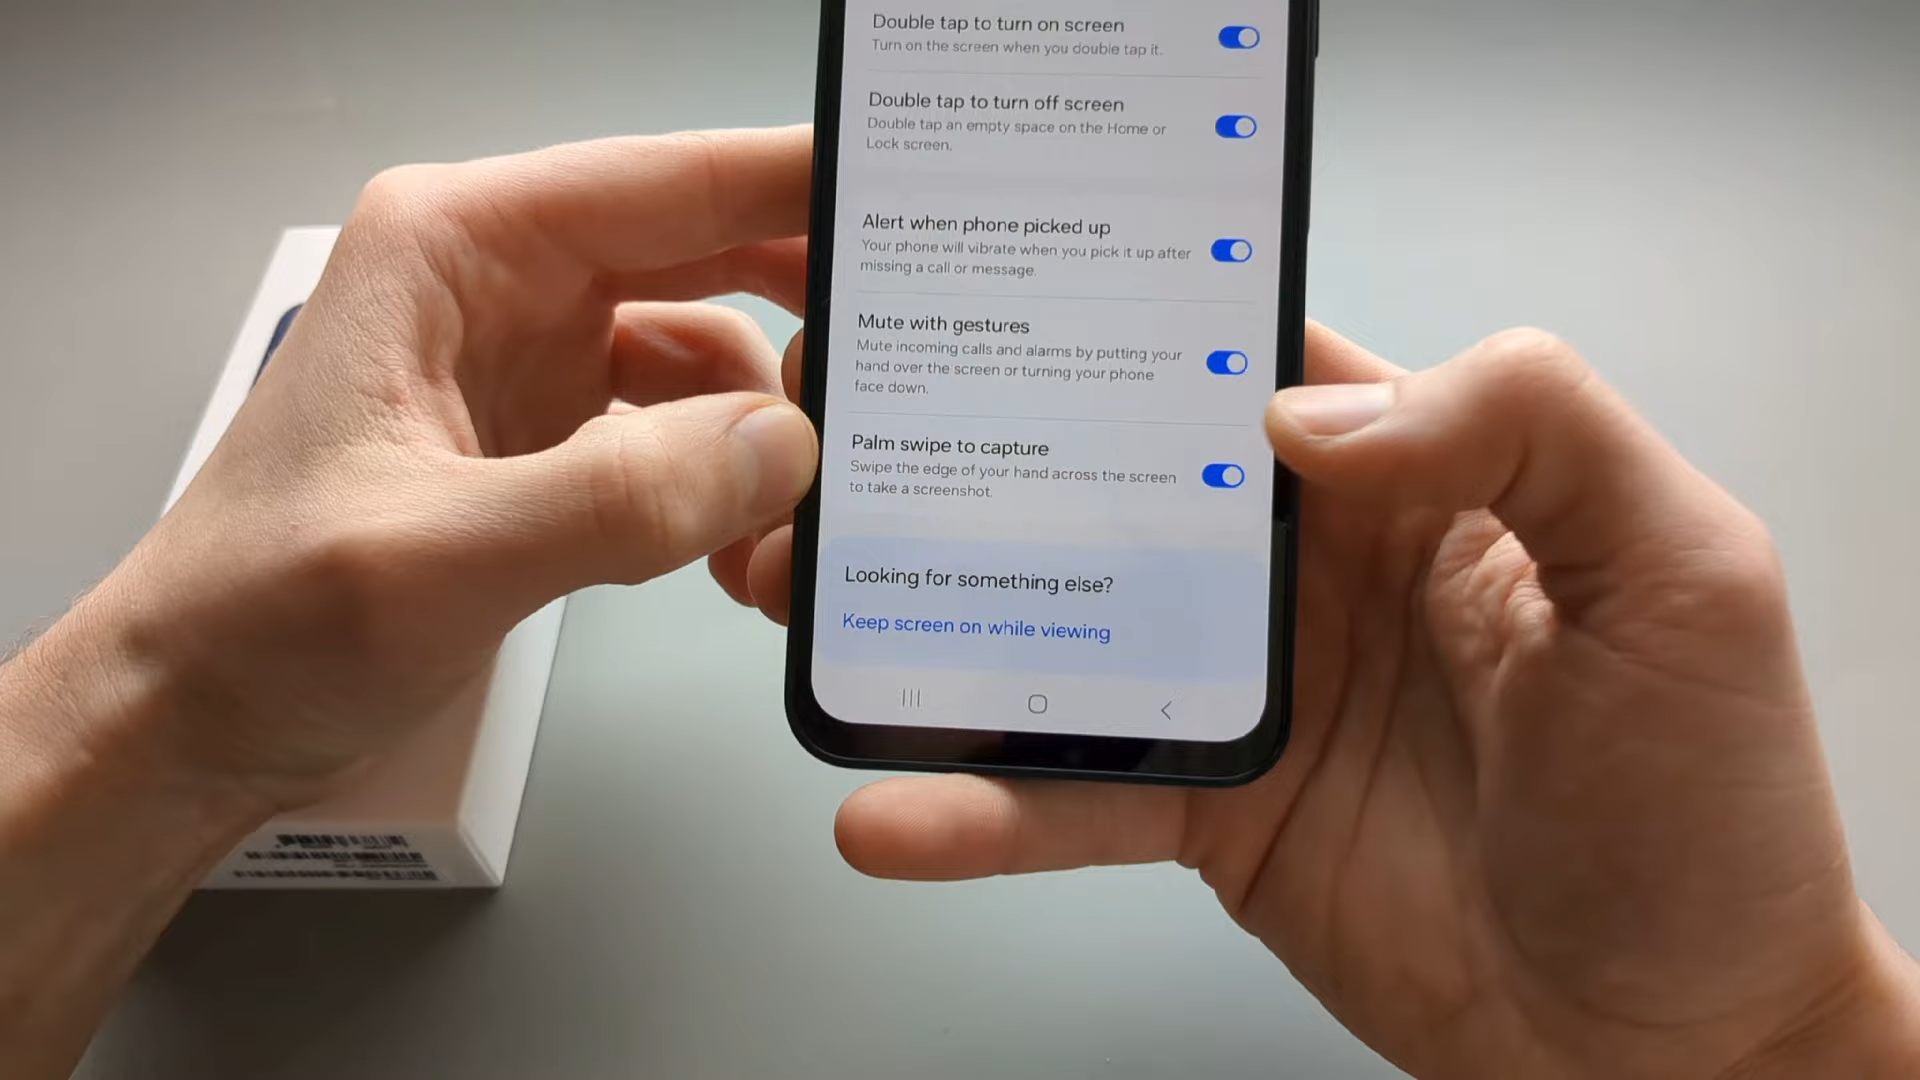 Double tap to turn on screen
Turn on the screen when you double tap it.
Double tap to turn off screen
Double tap an empty space on the Home or
Lock screen.
Alert when phone picked up
Your phone will vibrate when you pick it up after
missing a call or message.
Mute with gestures
Mute incoming calls and alarms by putting your
hand over the screen or turning your phone
face down.
Palm swipe to capture
Swipe the edge of your hand across the screen
to take a screenshot.
Looking for something else?
Keep screen on while viewing